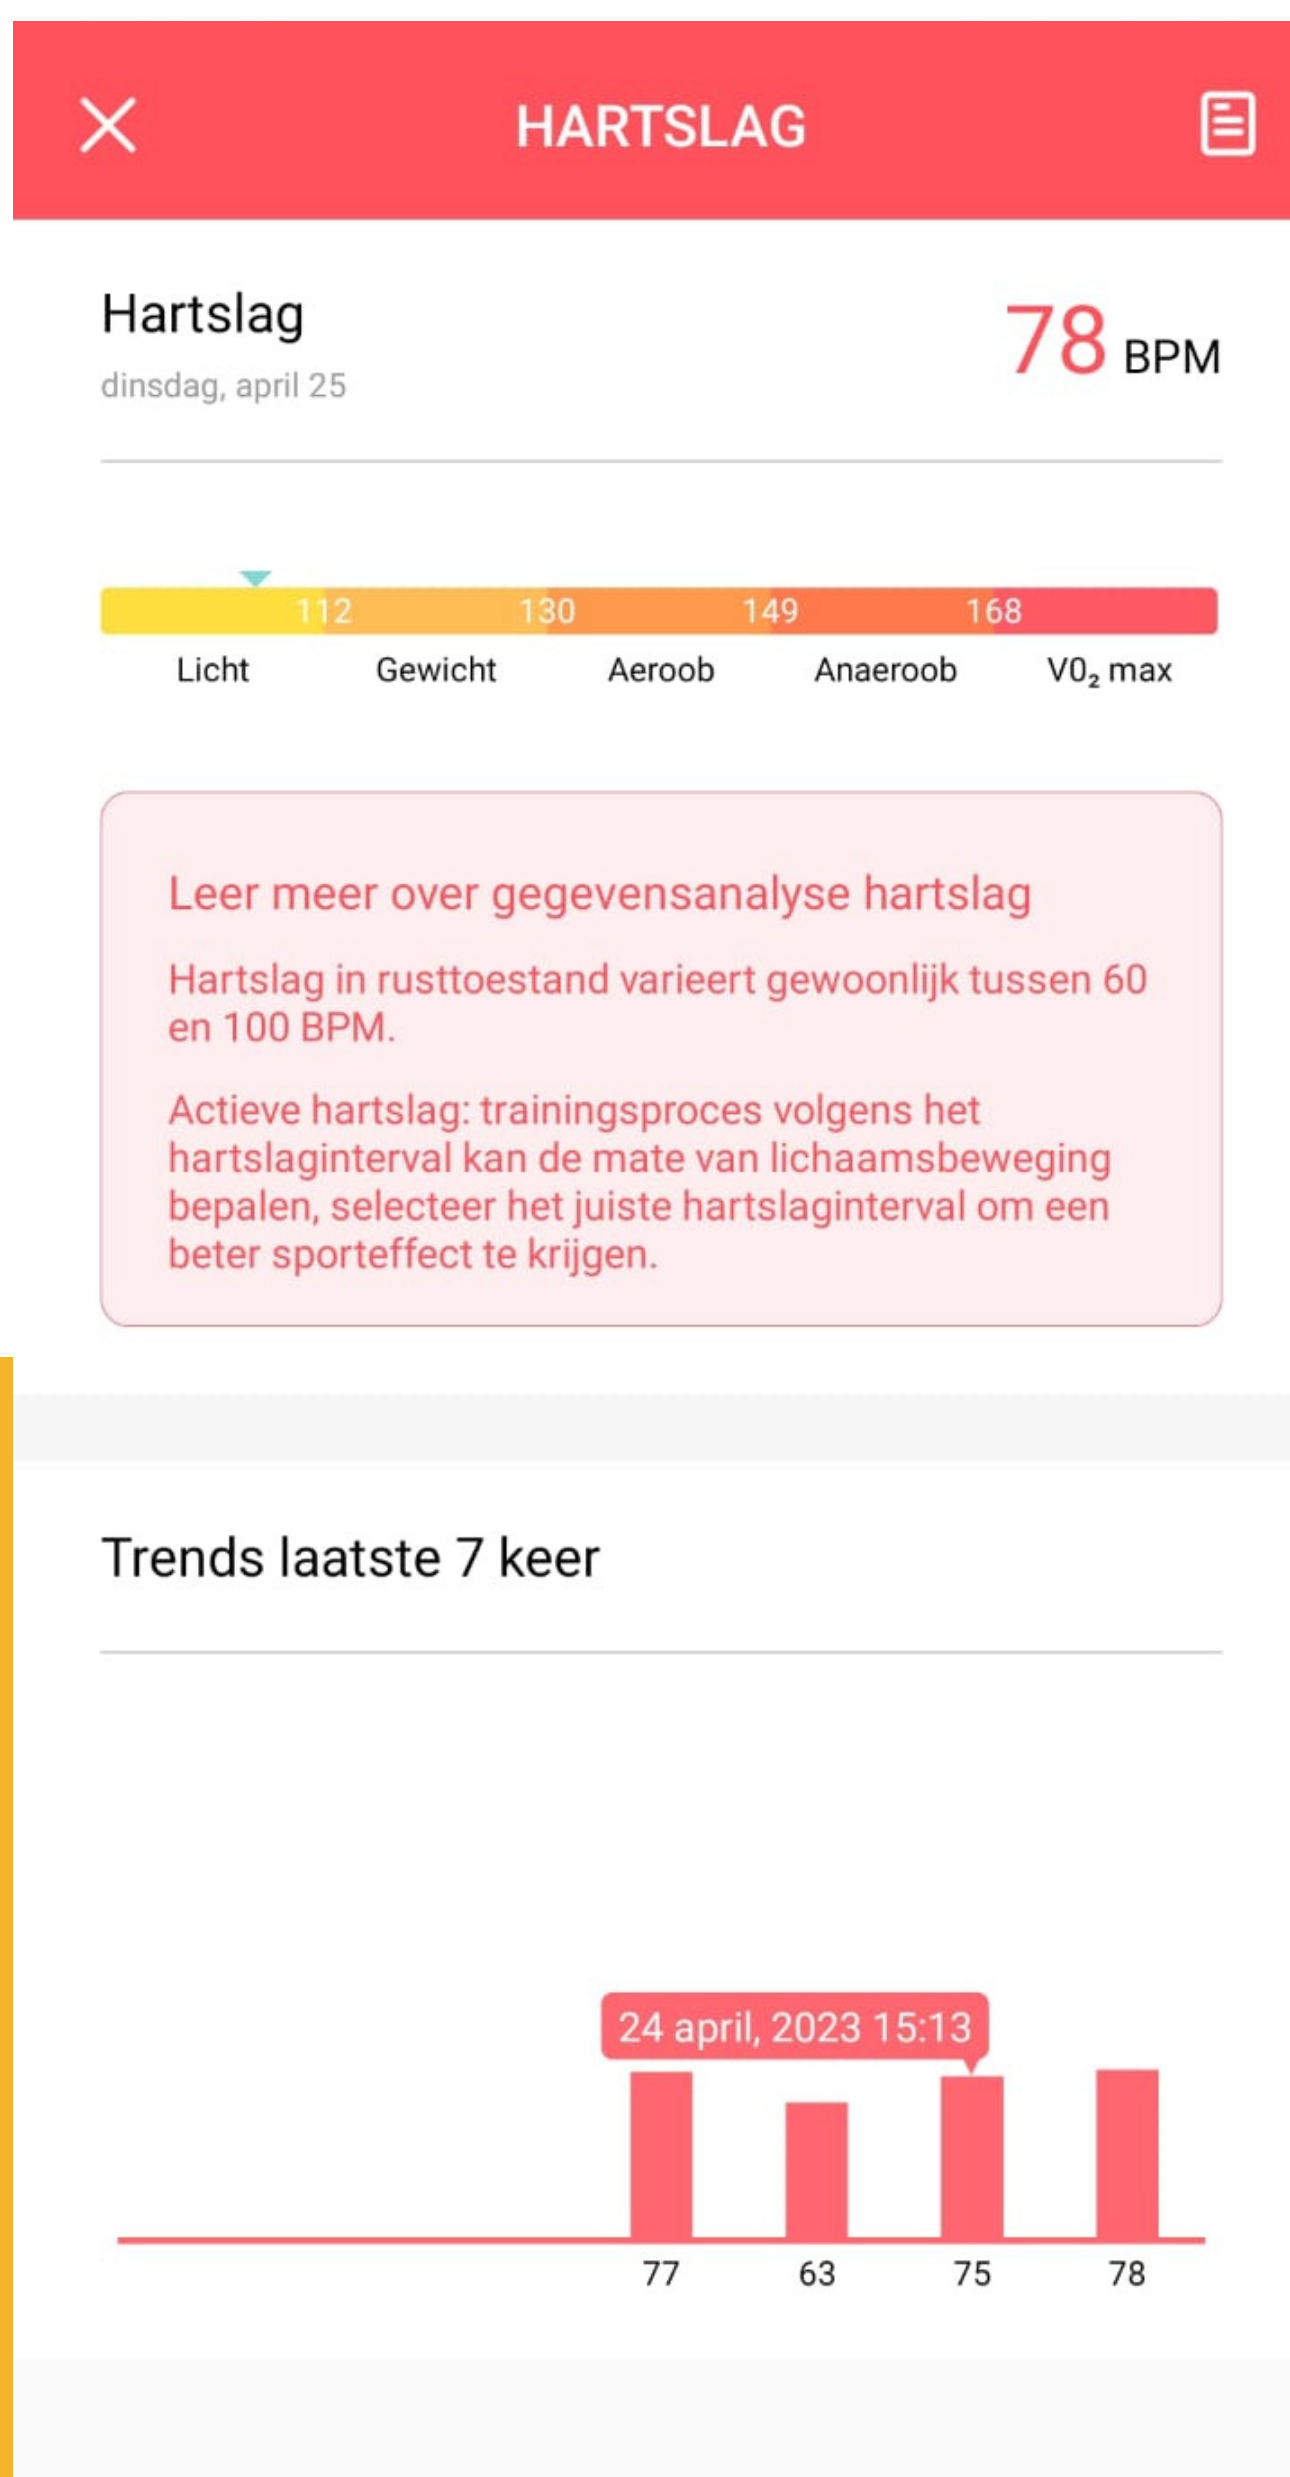 HARTSLAG
Hartslag
78 BPM
dinsdag, april 25
112 130 149 168
Licht Gewicht Aeroob Anaeroob V0₂ max
Leer meer over gegevensanalyse hartslag
Hartslag in rusttoestand varieert gewoonlijk tussen 60
en 100 BPM.
Actieve hartslag: trainingsproces volgens het
hartslaginterval kan de mate van lichaamsbeweging
bepalen, selecteer het juiste hartslaginterval om een
beter sporteffect te krijgen.
Trends laatste 7 keer
24 april, 2023 15:13
77 63 75 78